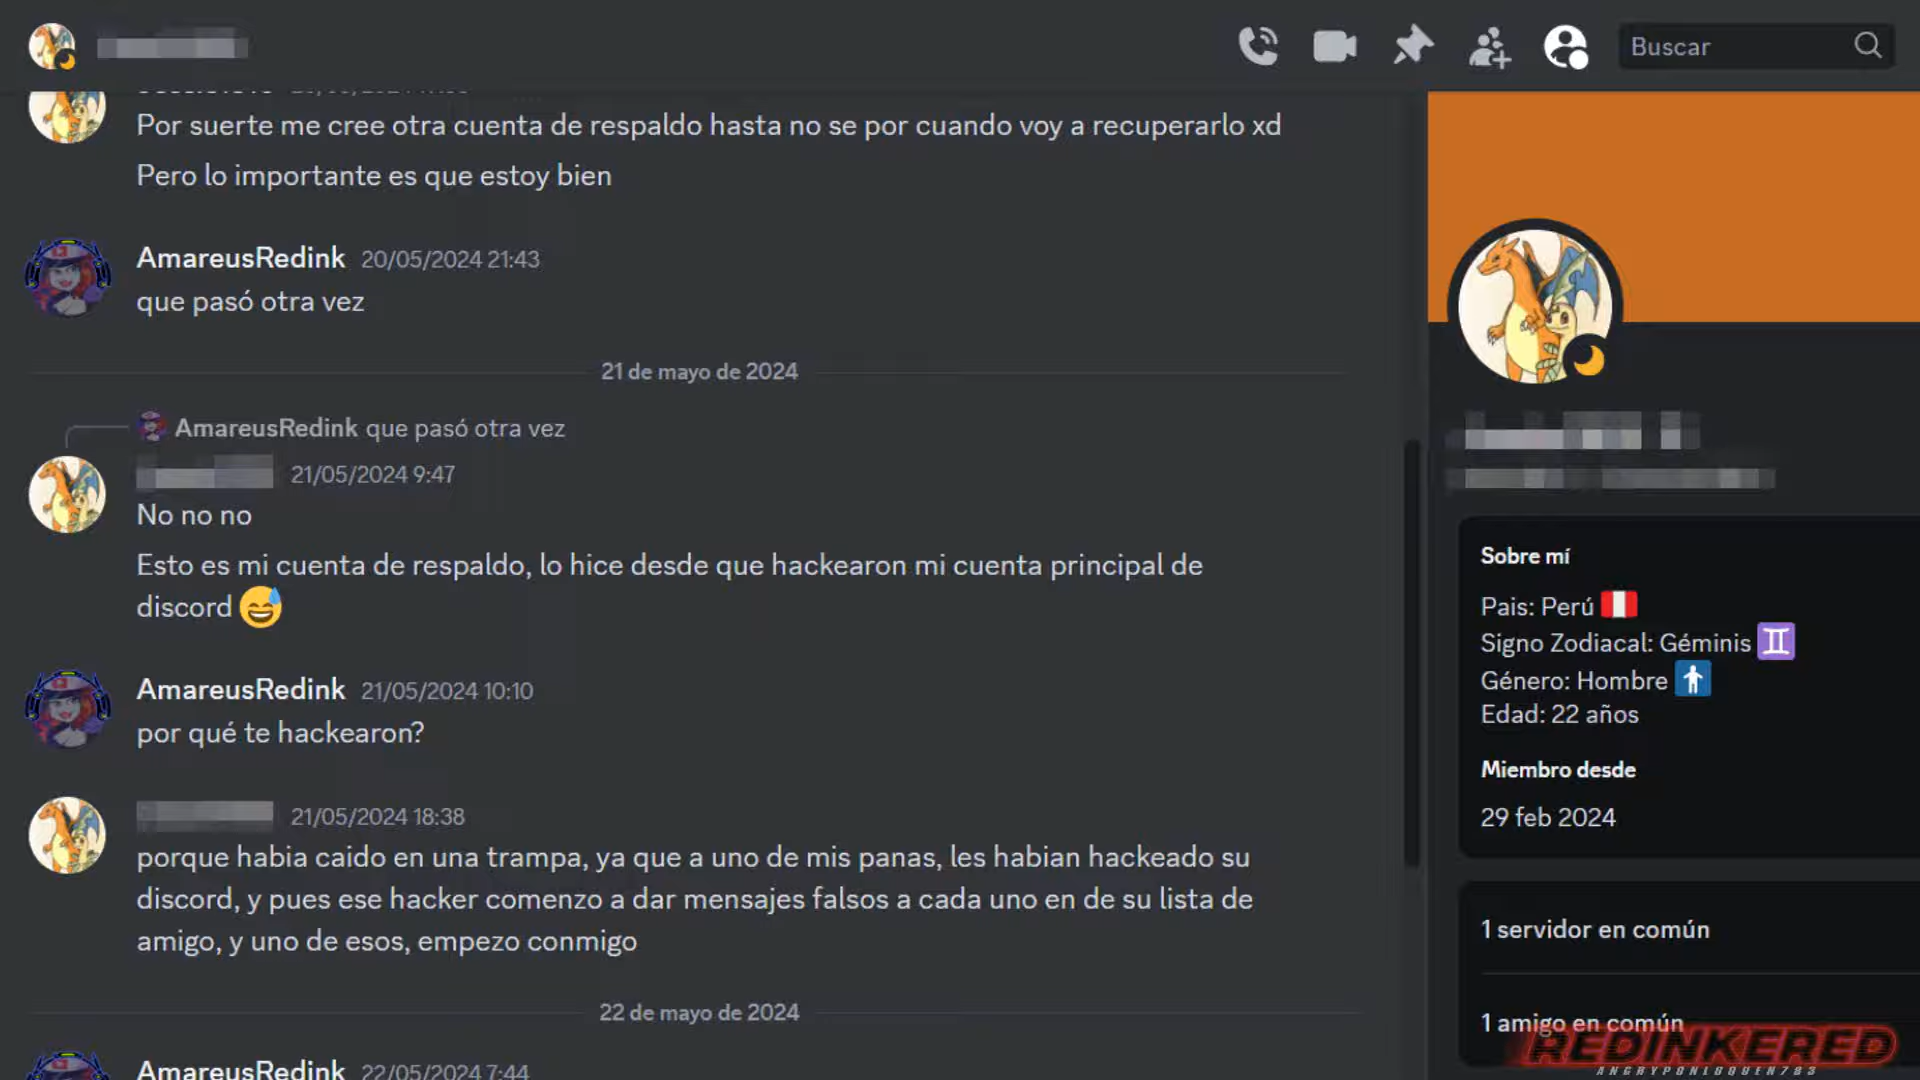 Buscar
Por suerte me cree otra cuenta de respaldo hasta no se por cuando voy a recuperarlo xd
Pero lo importante es que estoy bien
AmareusRedink 20/05/2024 21:43
que pasó otra vez
21 de mayo de 2024
AmareusRedink que pasó otra vez
21/05/2024 9:47
No no no
Esto es mi cuenta de respaldo, lo hice desde que hackearon mi cuenta principal de
discord 😅
AmareusRedink 21/05/2024 10:10
por qué te hackearon?
21/05/2024 18:38
porque habia caido en una trampa, ya que a uno de mis panas, les habian hackeado su
discord, y pues ese hacker comenzo a dar mensajes falsos a cada uno en de su lista de
amigo, y uno de esos, empezo conmigo
22 de mayo de 2024
AmareusRedink 22/05/2024 7:44
Sobre mí
Pais: Perú 🇵🇪
Signo Zodiacal: Géminis ♊
Género: Hombre 🚹
Edad: 22 años
Miembro desde
29 feb 2024
1 servidor en común
1 amigo en común
REDINKERED